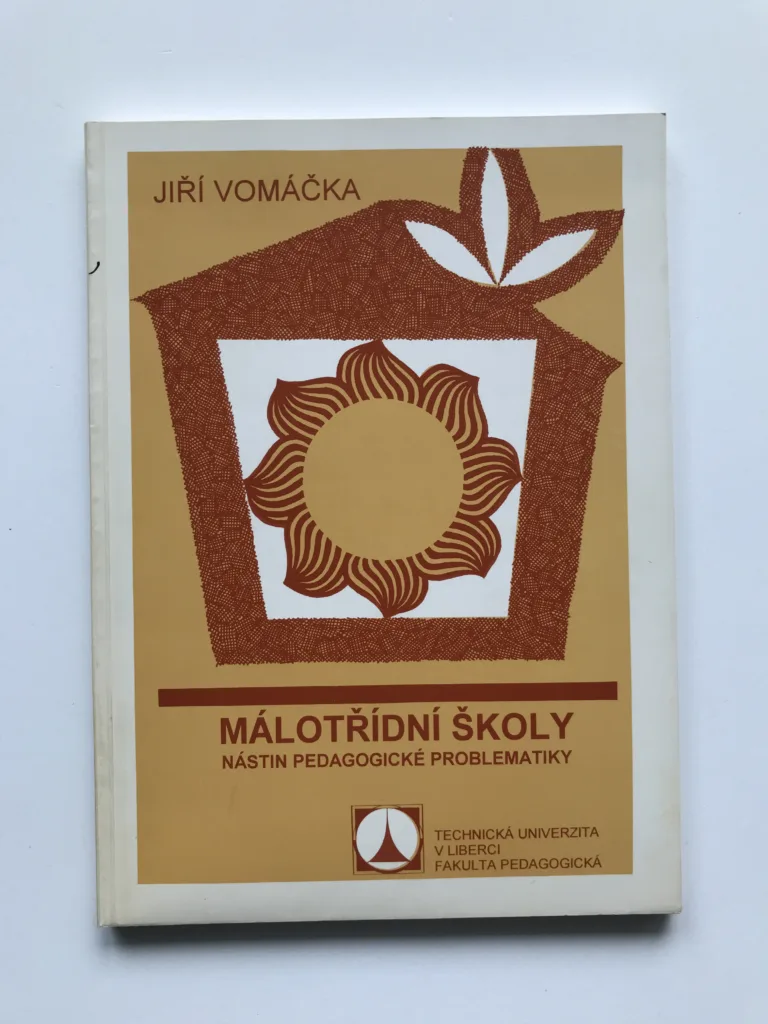 JIŘÍ VOMÁČKA
MÁLOTŘÍDNÍ ŠKOLY
NÁSTIN PEDAGOGICKÉ PROBLEMATIKY
TECHNICKÁ UNIVERZITA
V LIBERCI
FAKULTA PEDAGOGICKÁ